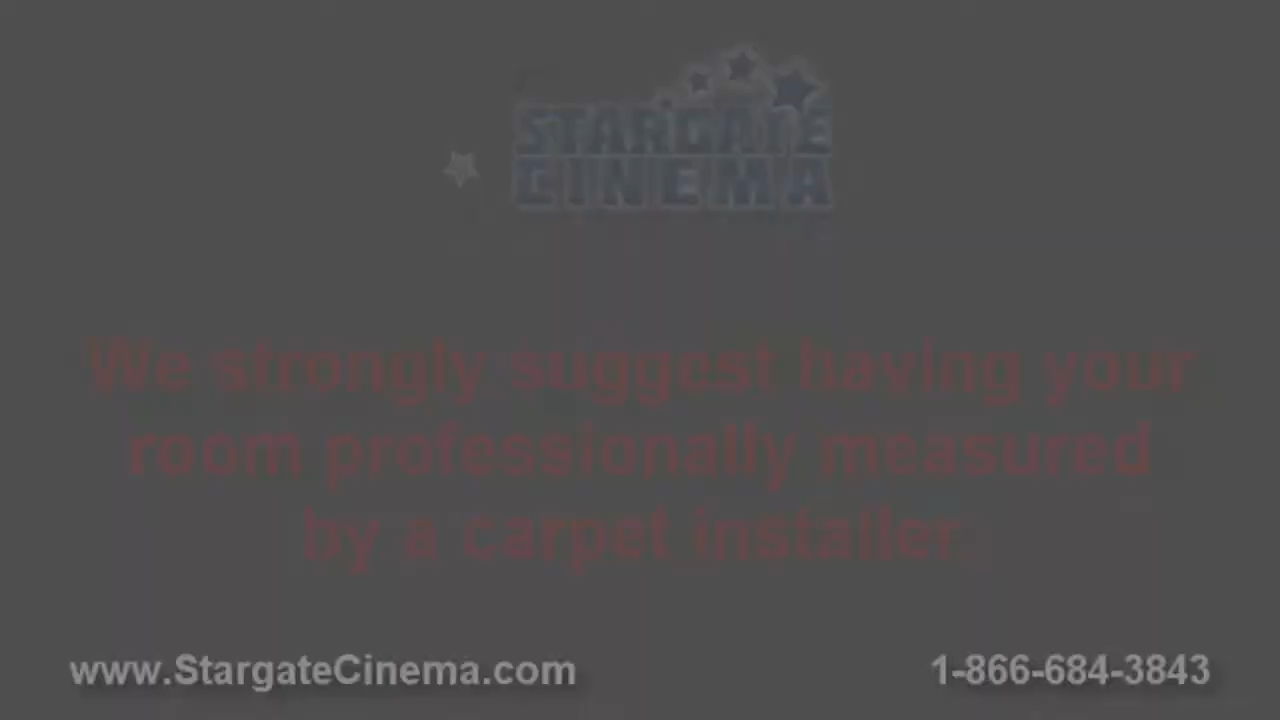 STARGATE
CINEMA
We strongly suggest having your
room professionally measured
by a carpet installer.
www.StargateCinema.com
1-866-684-3843